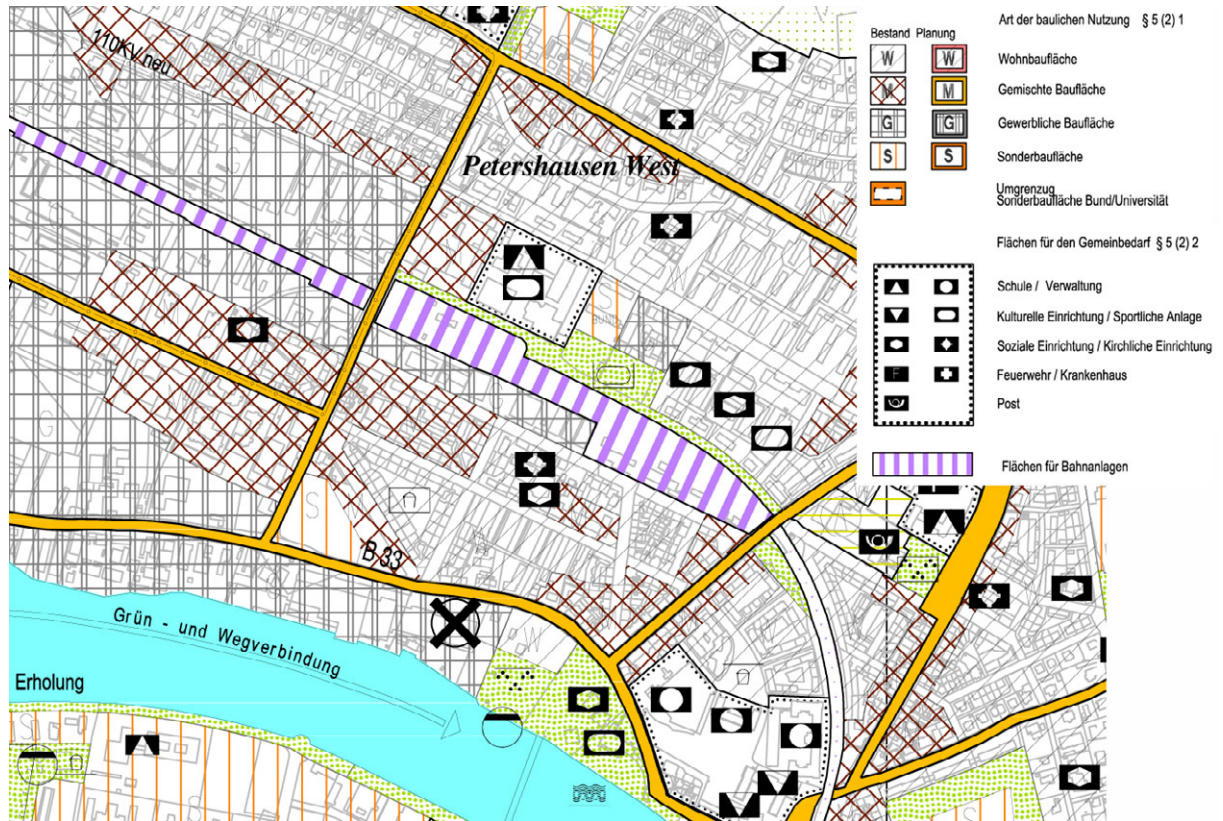 110KV neu
Petershausen West
W
W
BUND
G
S
B 33
W
Grün - und Wegverbindung
Erholung
S
S
Art der baulichen Nutzung § 5 (2) 1
Bestand Planung
W W Wohnbaufläche
M M Gemischte Baufläche
G G Gewerbliche Baufläche
S S Sonderbaufläche
Umgrenzug
Sonderbaufläche Bund/Universität
Flächen für den Gemeinbedarf § 5 (2) 2
Schule / Verwaltung
Kulturelle Einrichtung / Sportliche Anlage
Soziale Einrichtung / Kirchliche Einrichtung
F Feuerwehr / Krankenhaus
Post
Flächen für Bahnanlagen